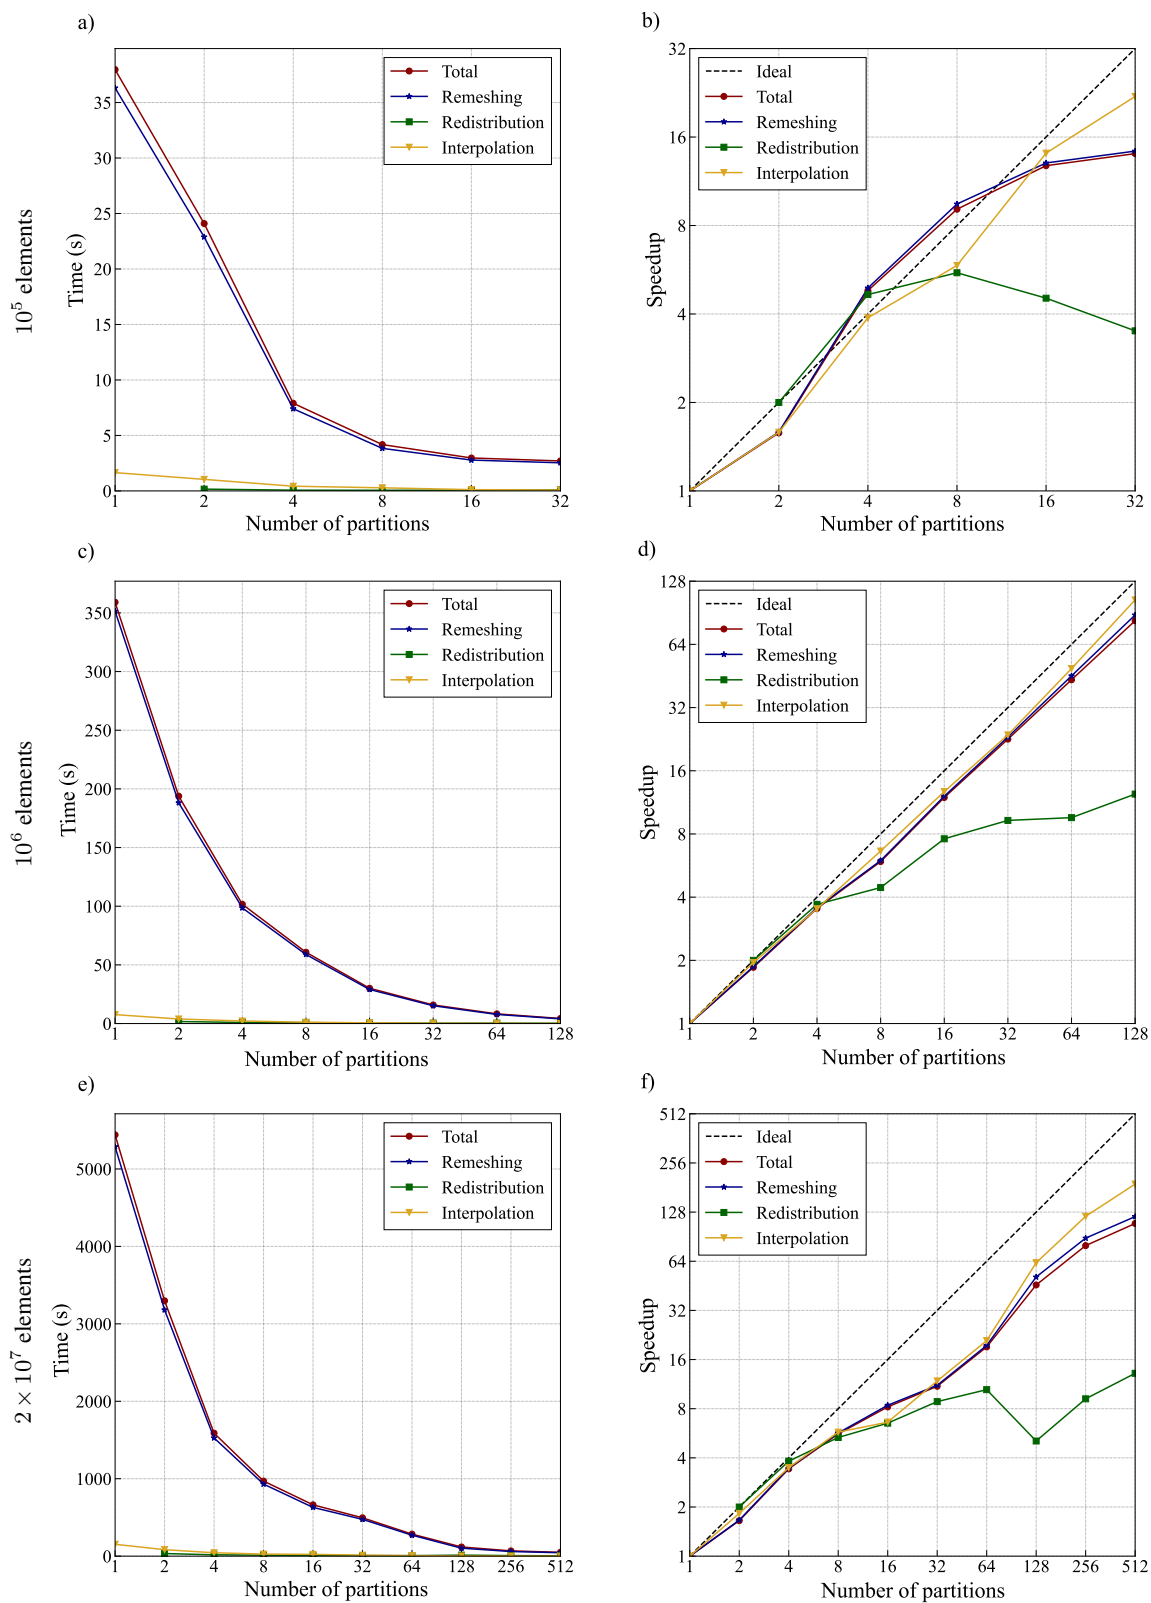 a)
10⁵ elements
Time (s)
35
30
25
20
15
10
5
0
1 2 4 8 16 32
Number of partitions
Total
Remeshing
Redistribution
Interpolation
b)
Speedup
32
16
8
4
2
1
1 2 4 8 16 32
Number of partitions
Ideal
Total
Remeshing
Redistribution
Interpolation
c)
10⁶ elements
Time (s)
350
300
250
200
150
100
50
0
1 2 4 8 16 32 64 128
Number of partitions
Total
Remeshing
Redistribution
Interpolation
d)
Speedup
128
64
32
16
8
4
2
1
1 2 4 8 16 32 64 128
Number of partitions
Ideal
Total
Remeshing
Redistribution
Interpolation
e)
2 × 10⁷ elements
Time (s)
5000
4000
3000
2000
1000
0
1 2 4 8 16 32 64 128 256 512
Number of partitions
Total
Remeshing
Redistribution
Interpolation
f)
Speedup
512
256
128
64
32
16
8
4
2
1
1 2 4 8 16 32 64 128 256 512
Number of partitions
Ideal
Total
Remeshing
Redistribution
Interpolation